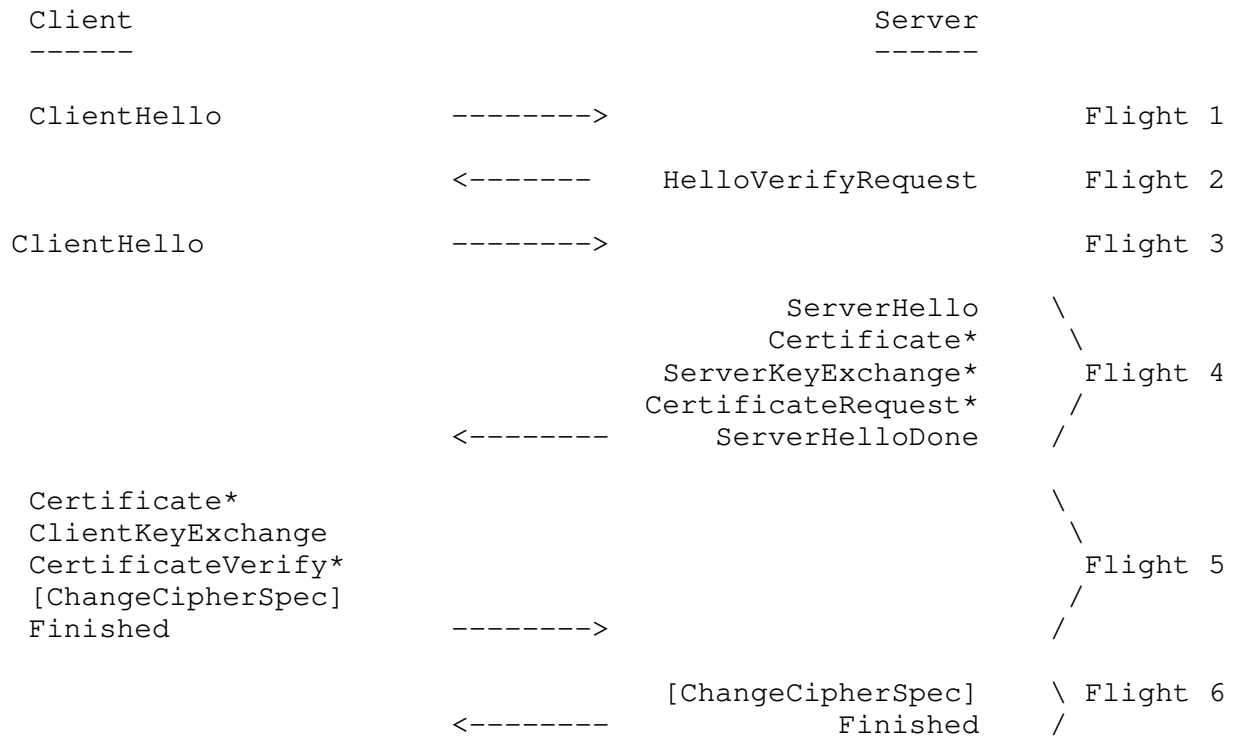 Client                                   Server
------                                   ------
ClientHello             -------->                           Flight 1
                        <-------    HelloVerifyRequest      Flight 2
ClientHello              -------->                           Flight 3
                                           ServerHello    \
                                          Certificate*     \
                                    ServerKeyExchange*      Flight 4
                                   CertificateRequest*     /
                        <--------      ServerHelloDone    /
Certificate*                                              \
ClientKeyExchange                                          \
CertificateVerify*                                          Flight 5
[ChangeCipherSpec]                                         /
Finished                -------->                         /
                                    [ChangeCipherSpec]    \ Flight 6
                        <--------             Finished    /